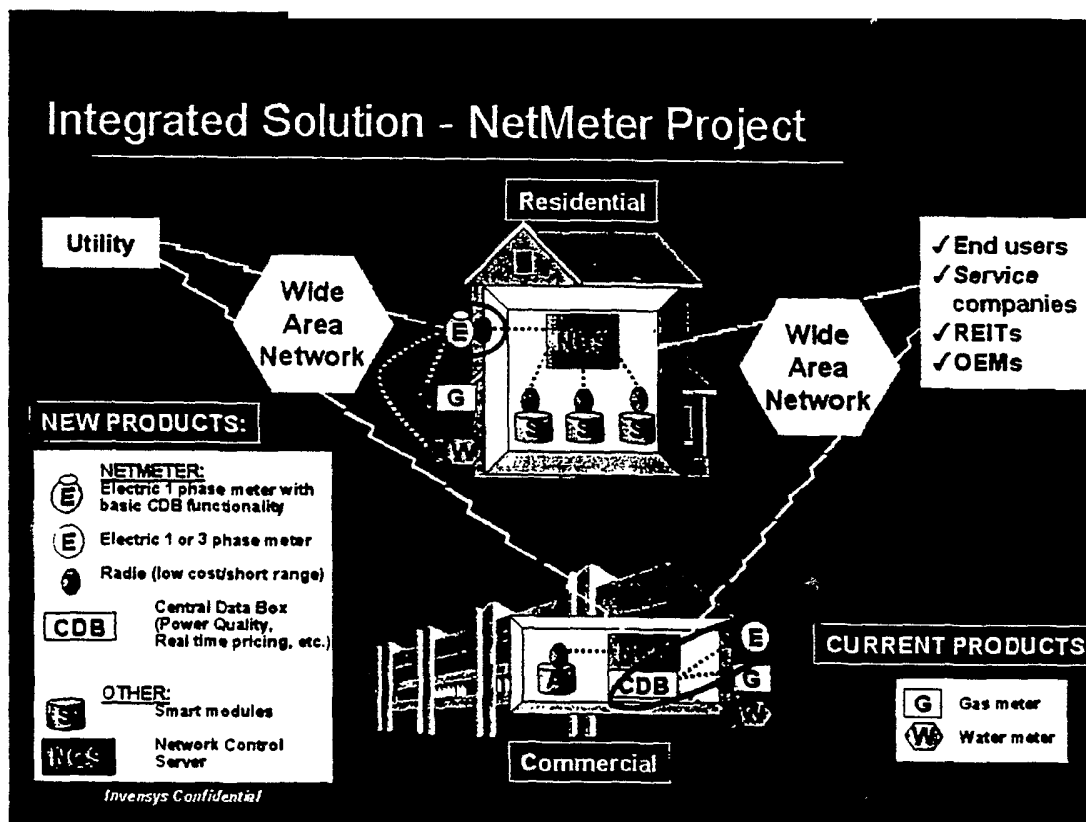 Integrated Solution - NetMeter Project
Residential
Utility
Wide
Area
Network
E
NCS
G
W
S S S
Wide
Area
Network
✓ End users
✓ Service
companies
✓ REITs
✓ OEMs
NEW PRODUCTS:
NETMETER:
E
Electric 1 phase meter with
basic CDB functionality
E
Electric 1 or 3 phase meter
Radio (low cost/short range)
CDB
Central Data Box
(Power Quality,
Real time pricing, etc.)
OTHER:
S
Smart modules
NCS
Network Control
Server
Invensys Confidential
A
CDB
E
G
W
Commercial
CURRENT PRODUCTS
G
Gas meter
W
Water meter